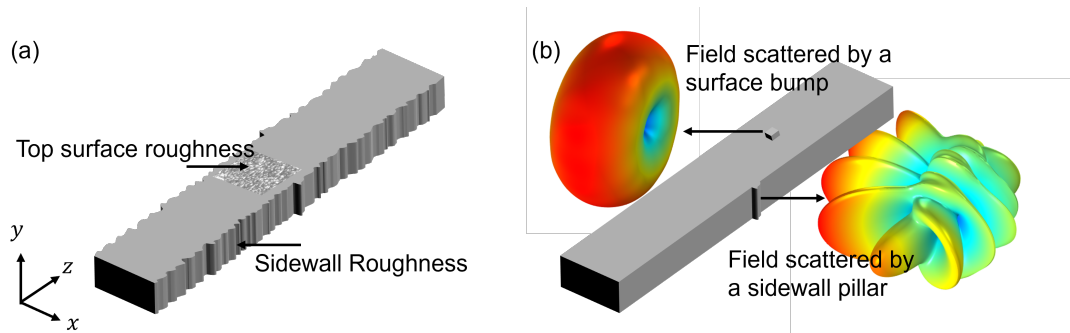 (a)
Top surface roughness
Sidewall Roughness
y
z
x
(b)
Field scattered by a
surface bump
Field scattered by
a sidewall pillar